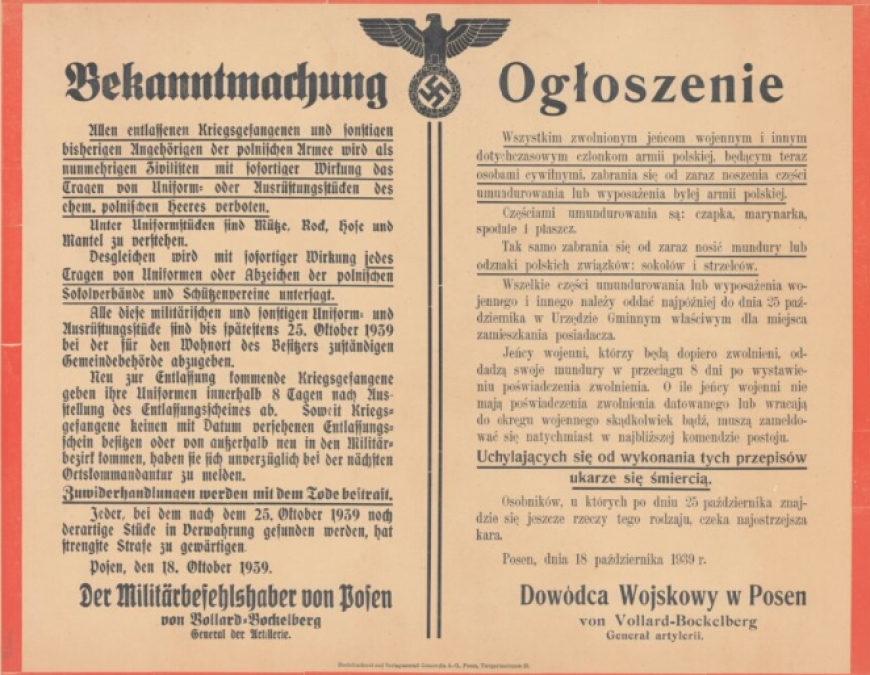 Bekanntmachung
Allen entlassenen Kriegsgefangenen und sonstigen
bisherigen Angehörigen der polnischen Armee wird als
nunmehrigen Zivilisten mit sofortiger Wirkung das
Tragen von Uniform- oder Ausrüstungsstücken des
ehem. polnischen Heeres verboten.
Unter Uniformstücken sind Mütze, Rock, Hose und
Mantel zu verstehen.
Desgleichen wird mit sofortiger Wirkung jedes
Tragen von Uniformen oder Abzeichen der polnischen
Sokolverbände und Schützenvereine untersagt.
Alle diese militärischen und sonstigen Uniform- und
Ausrüstungsstücke sind bis spätestens 25. Oktober 1939
bei der für den Wohnort des Besitzers zuständigen
Gemeindebehörde abzugeben.
Neu zur Entlassung kommende Kriegsgefangene
geben ihre Uniformen innerhalb 8 Tagen nach Aus-
stellung des Entlassungsscheines ab. Soweit Kriegs-
gefangene keinen mit Datum versehenen Entlassungs-
schein besitzen oder von außerhalb neu in den Militär-
bezirk kommen, haben sie sich unverzüglich bei der nächsten
Ortskommandantur zu melden.
Zuwiderhandlungen werden mit dem Tode bestraft.
Jeder, bei dem nach dem 25. Oktober 1939 noch
derartige Stücke in Verwahrung gefunden werden, hat
strengste Strafe zu gewärtigen.
Posen, den 18. Oktober 1939.
Der Militärbefehlshaber von Posen
von Vollard-Bockelberg
General der Artillerie.
Ogłoszenie
Wszystkim zwolnionym jeńcom wojennym i innym
dotychczasowym członkom armii polskiej, będącym teraz
osobami cywilnymi, zabrania się od zaraz noszenia części
umundurowania lub wyposażenia byłej armii polskiej.
Częściami umundurowania są: czapka, marynarka,
spodnie i płaszcz.
Tak samo zabrania się od zaraz nosić mundury lub
odznaki polskich związków: sokołów i strzelców.
Wszelkie części umundurowania lub wyposażenia wo-
jennego i innego należy oddać najpóźniej do dnia 25 paź-
dziernika w Urzędzie Gminnym właściwym dla miejsca
zamieszkania posiadacza.
Jeńcy wojenni, którzy będą dopiero zwolnieni, od-
dadzą swoje mundury w przeciągu 8 dni po wystawie-
niu poświadczenia zwolnienia. O ile jeńcy wojenni nie
mają poświadczenia zwolnienia datowanego lub wracają
do okręgu wojennego skądkolwiek bądź, muszą zameldo-
wać się natychmiast w najbliższej komendzie postoju.
Uchylających się od wykonania tych przepisów
ukarze się śmiercią.
Osobników, u których po dniu 25 października znaj-
dzie się jeszcze rzeczy tego rodzaju, czeka najostrzejsza
kara.
Posen, dnia 18 października 1939 r.
Dowódca Wojskowy w Posen
von Vollard-Bockelberg
Generał artylerii.